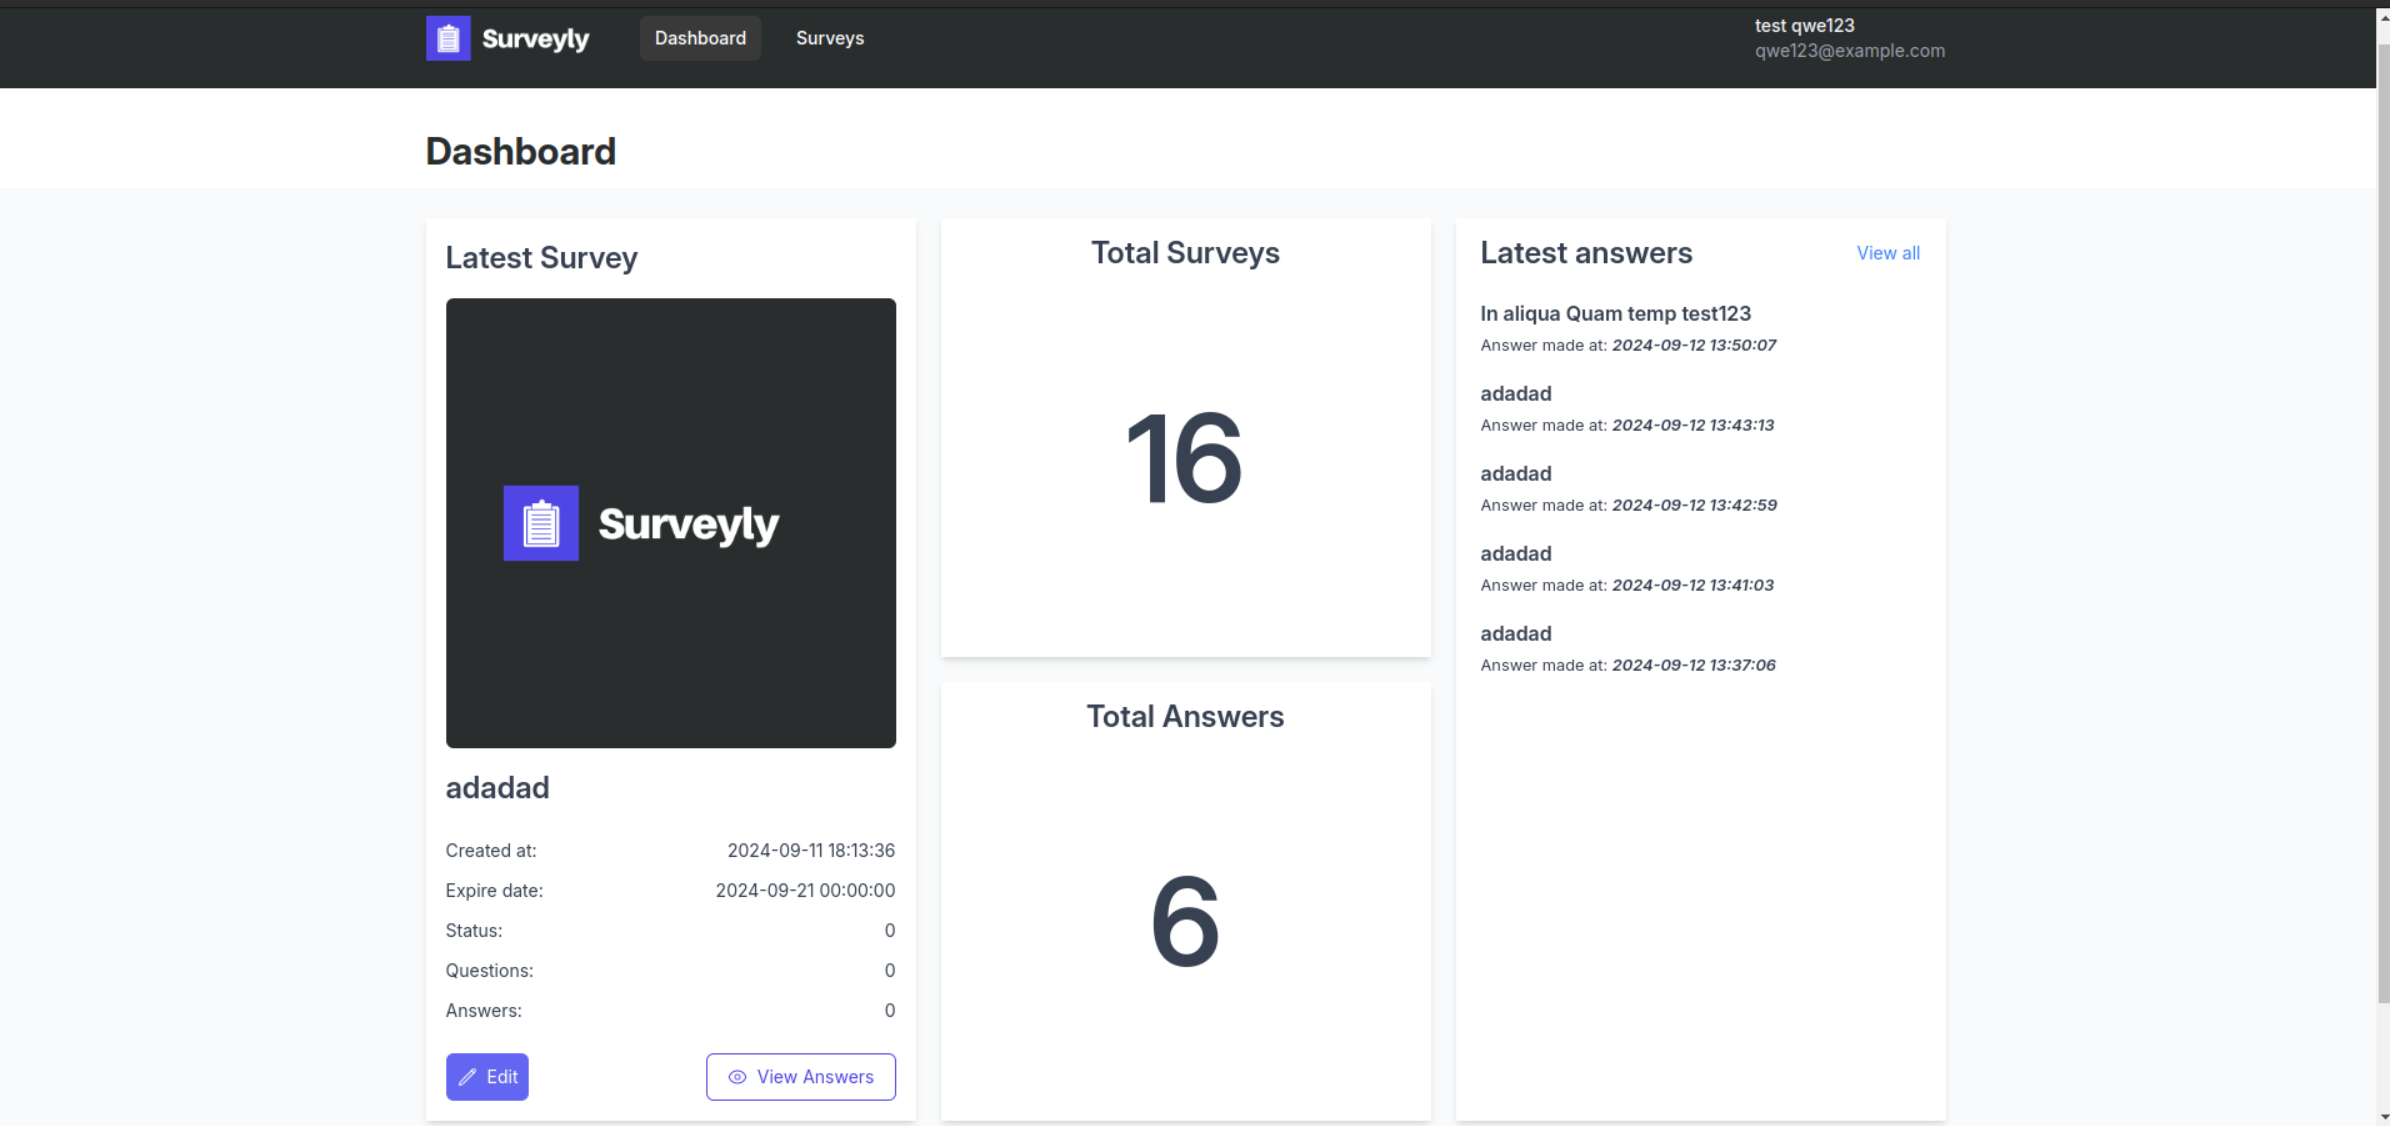 Surveyly
Dashboard
Surveys
test qwe123
qwe123@example.com
Dashboard
Latest Survey
Surveyly
adadad
Created at: 2024-09-11 18:13:36
Expire date: 2024-09-21 00:00:00
Status: 0
Questions: 0
Answers: 0
Edit
View Answers
Total Surveys
16
Total Answers
6
Latest answers
View all
In aliqua Quam temp test123
Answer made at: 2024-09-12 13:50:07
adadad
Answer made at: 2024-09-12 13:43:13
adadad
Answer made at: 2024-09-12 13:42:59
adadad
Answer made at: 2024-09-12 13:41:03
adadad
Answer made at: 2024-09-12 13:37:06